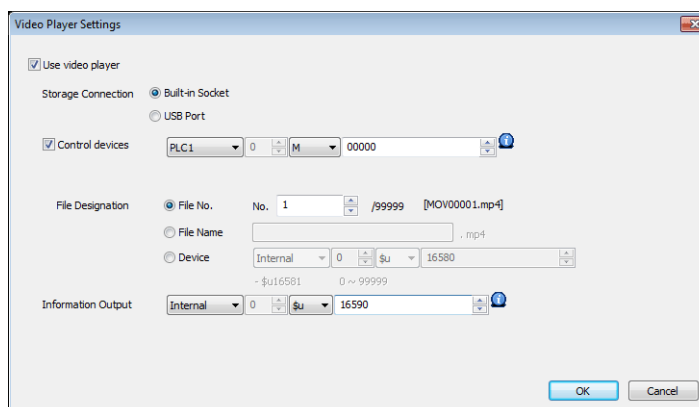 Video Player Settings
Use video player
Storage Connection Built-in Socket
USB Port
Control devices PLC1 0 M 00000
File Designation File No. No. 1 /99999 [MOV00001.mp4]
File Name . mp4
Device Internal 0 $u 16580
- $u16581 0 ~ 99999
Information Output Internal 0 $u 16590
OK Cancel